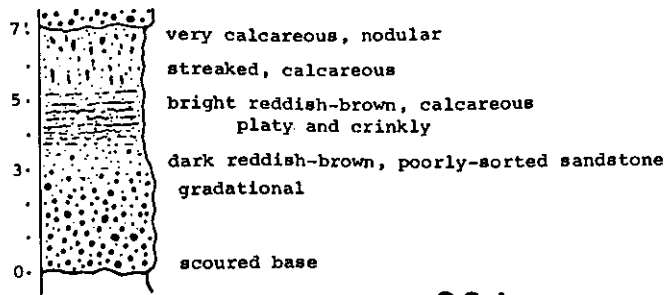 7'
very calcareous, nodular
streaked, calcareous
5.
bright reddish-brown, calcareous
platy and crinkly
3.
dark reddish-brown, poorly-sorted sandstone
gradational
0.
scoured base